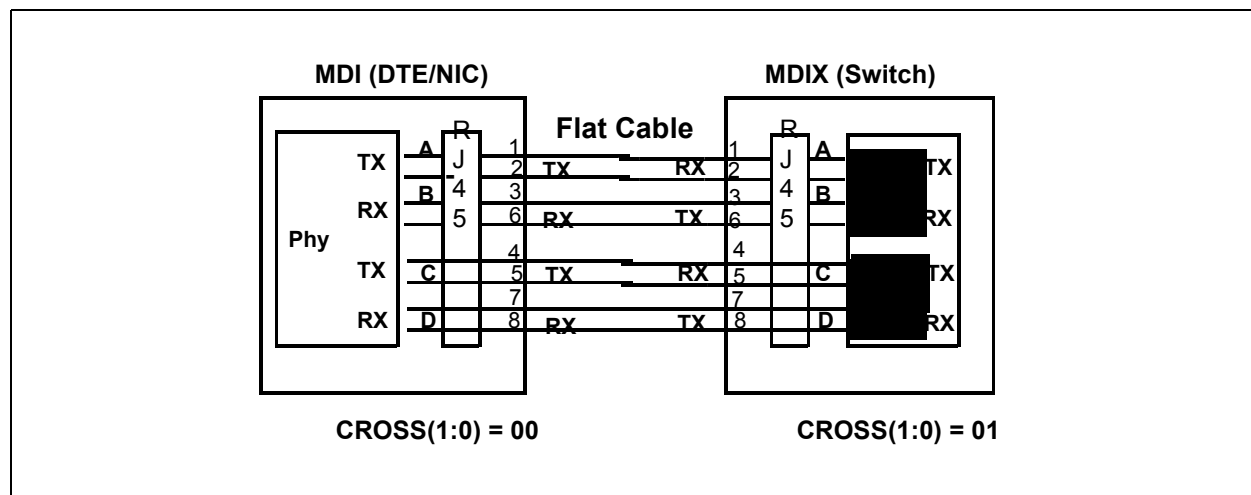 MDI (DTE/NIC)
MDIX (Switch)
Flat Cable
Phy
TX
RX
TX
RX
A
B
C
D
R
J
4
5
1
2
3
6
4
5
7
8
TX
RX
TX
RX
RX
TX
RX
TX
1
2
3
6
4
5
7
8
R
J
4
5
A
B
C
D
TX
RX
TX
RX
CROSS(1:0) = 00
CROSS(1:0) = 01